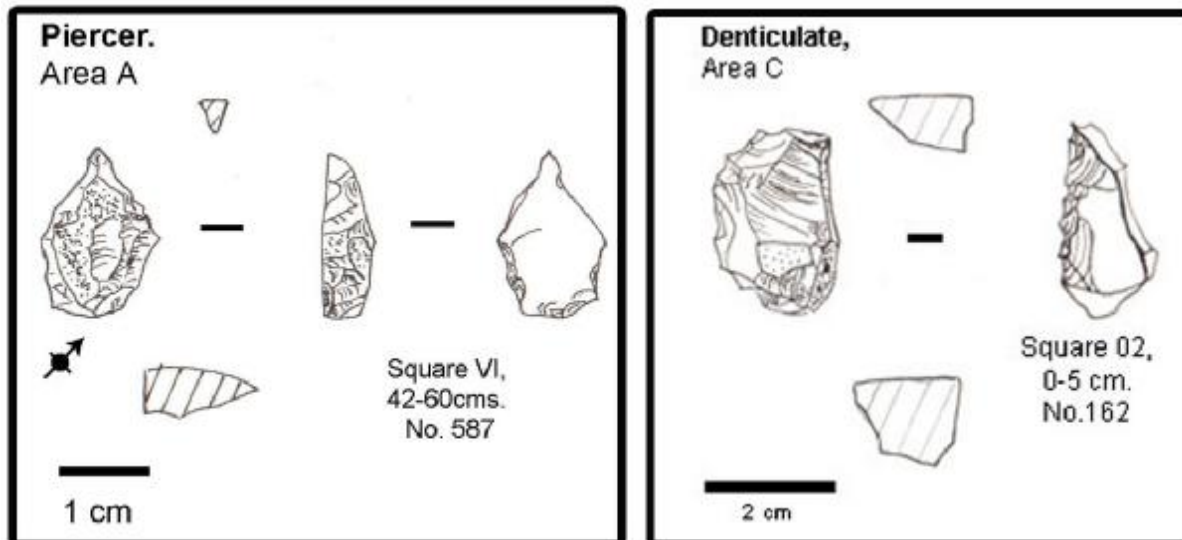 Piercer.
Area A
Square VI,
42-60cms.
No. 587
1 cm
Denticulate,
Area C
Square 02,
0-5 cm.
No.162
2 cm